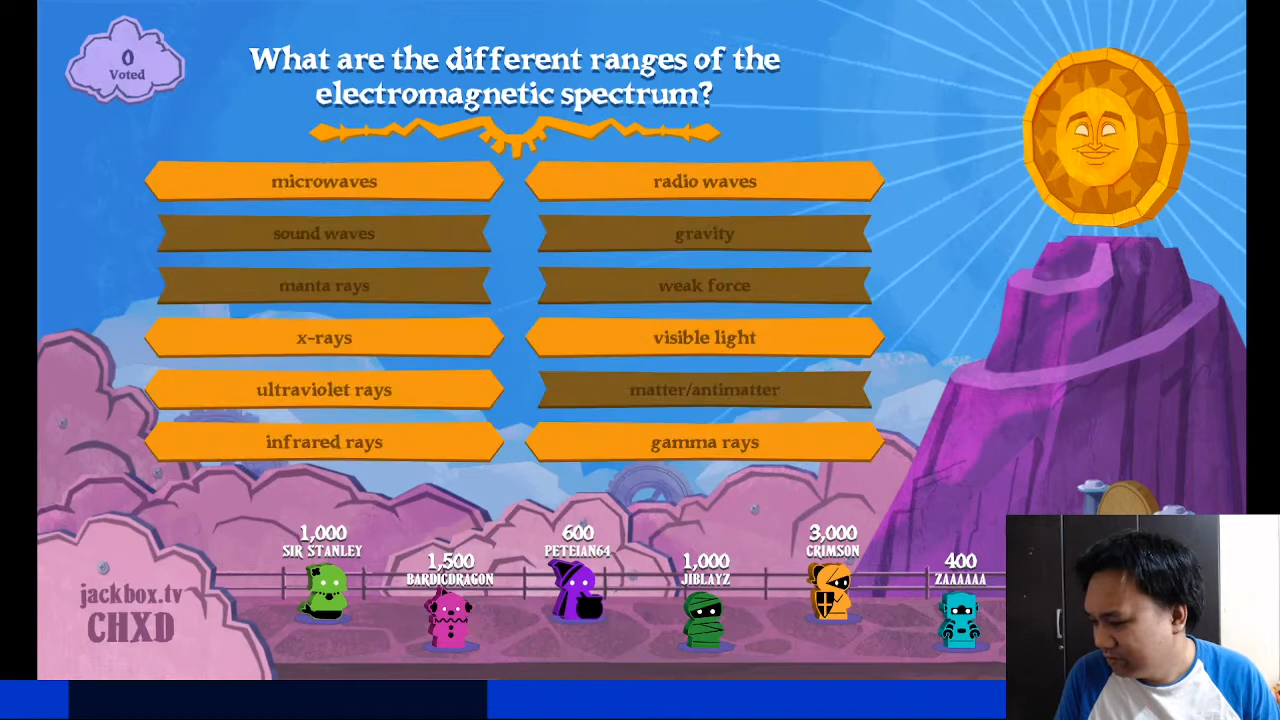 0
Voted
What are the different ranges of the
electromagnetic spectrum?
microwaves
radio waves
sound waves
gravity
manta rays
weak force
x-rays
visible light
ultraviolet rays
matter/antimatter
infrared rays
gamma rays
1,000
SIR STANLEY
1,500
BARDICDRAGON
600
PETEIAN64
1,000
JIBLAYZ
3,000
CRIMSON
400
ZAAAAAA
jackbox.tv
CHXD